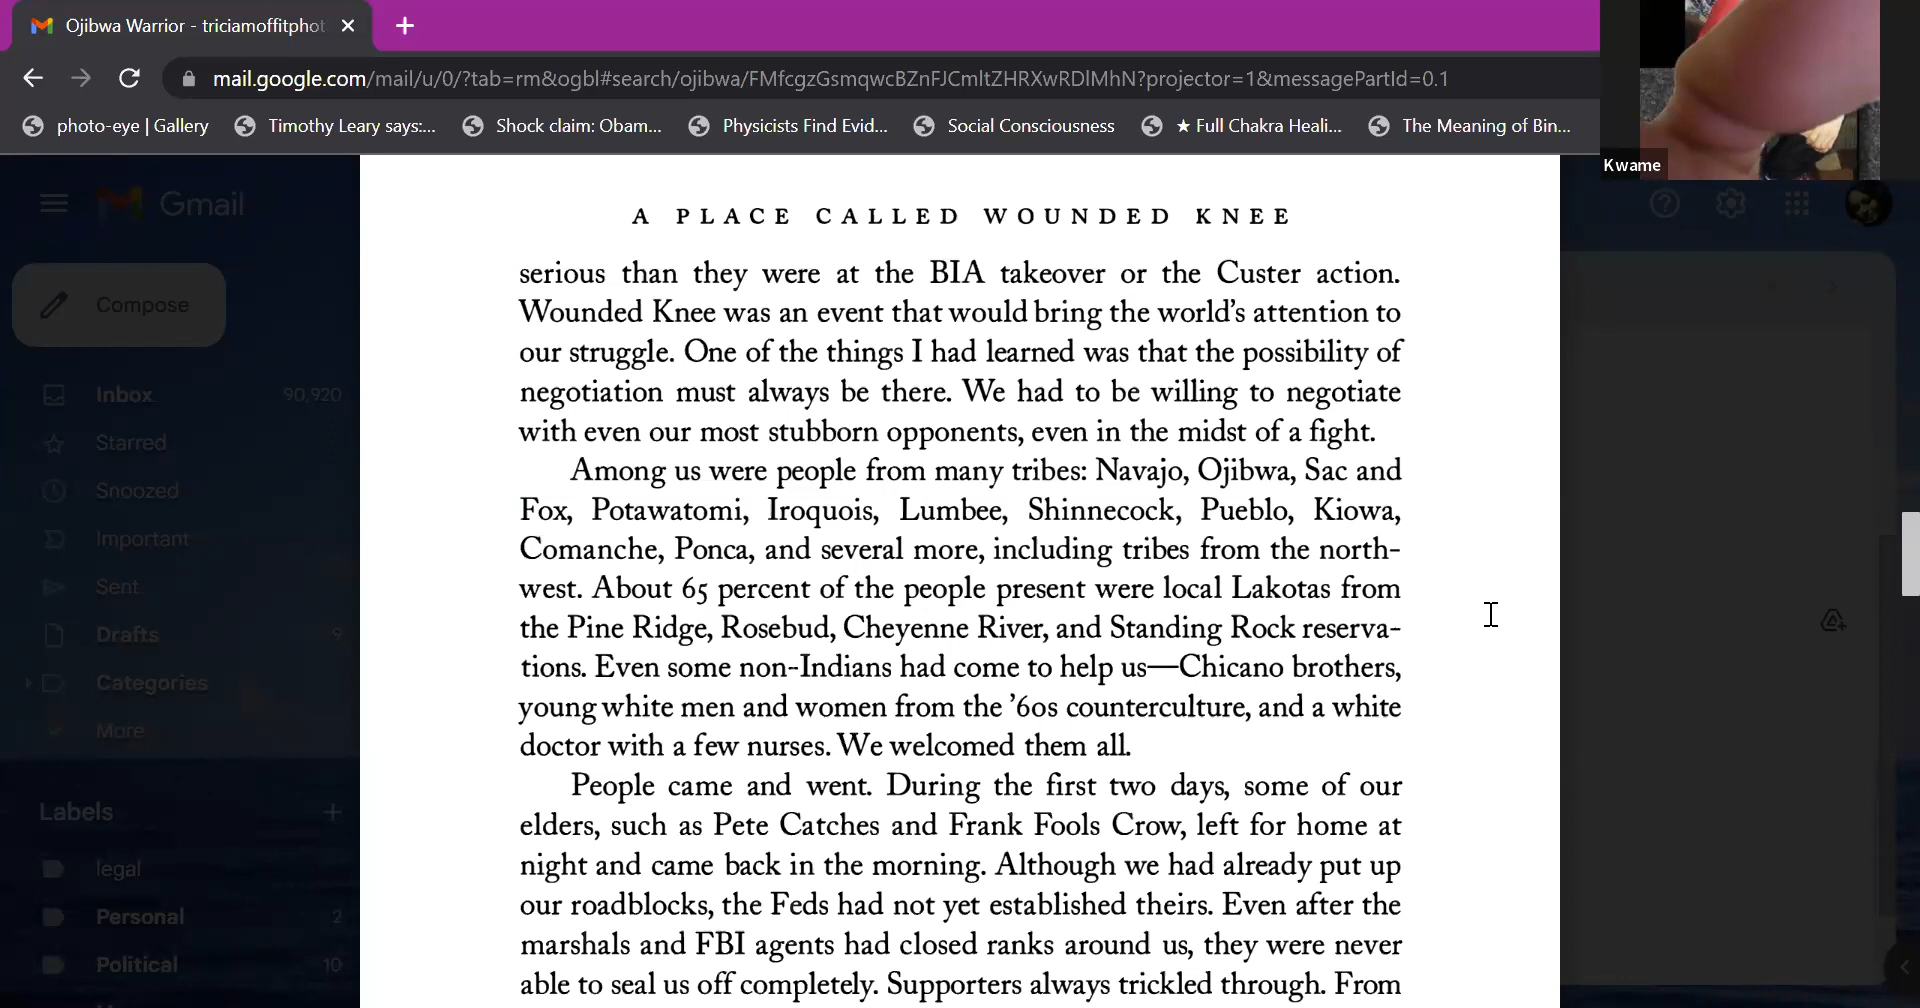 Ojibwa Warrior - triciamoffitphot
mail.google.com/mail/u/0/?tab=rm&ogbl#search/ojibwa/FMfcgzGsmqwcBZnFJCmltZHRXwRDlMhN?projector=1&messagePartId=0.1
photo-eye | Gallery
Timothy Leary says:...
Shock claim: Obam...
Physicists Find Evid...
Social Consciousness
★ Full Chakra Heali...
The Meaning of Bin...
Kwame
Gmail
Compose
Inbox 90,920
Starred
Snoozed
Important
Sent
Drafts 9
Categories
More
Labels +
legal
Personal 2
Political 10
A PLACE CALLED WOUNDED KNEE
serious than they were at the BIA takeover or the Custer action.
Wounded Knee was an event that would bring the world's attention to
our struggle. One of the things I had learned was that the possibility of
negotiation must always be there. We had to be willing to negotiate
with even our most stubborn opponents, even in the midst of a fight.
Among us were people from many tribes: Navajo, Ojibwa, Sac and
Fox, Potawatomi, Iroquois, Lumbee, Shinnecock, Pueblo, Kiowa,
Comanche, Ponca, and several more, including tribes from the north-
west. About 65 percent of the people present were local Lakotas from
the Pine Ridge, Rosebud, Cheyenne River, and Standing Rock reserva-
tions. Even some non-Indians had come to help us—Chicano brothers,
young white men and women from the ’60s counterculture, and a white
doctor with a few nurses. We welcomed them all.
People came and went. During the first two days, some of our
elders, such as Pete Catches and Frank Fools Crow, left for home at
night and came back in the morning. Although we had already put up
our roadblocks, the Feds had not yet established theirs. Even after the
marshals and FBI agents had closed ranks around us, they were never
able to seal us off completely. Supporters always trickled through. From